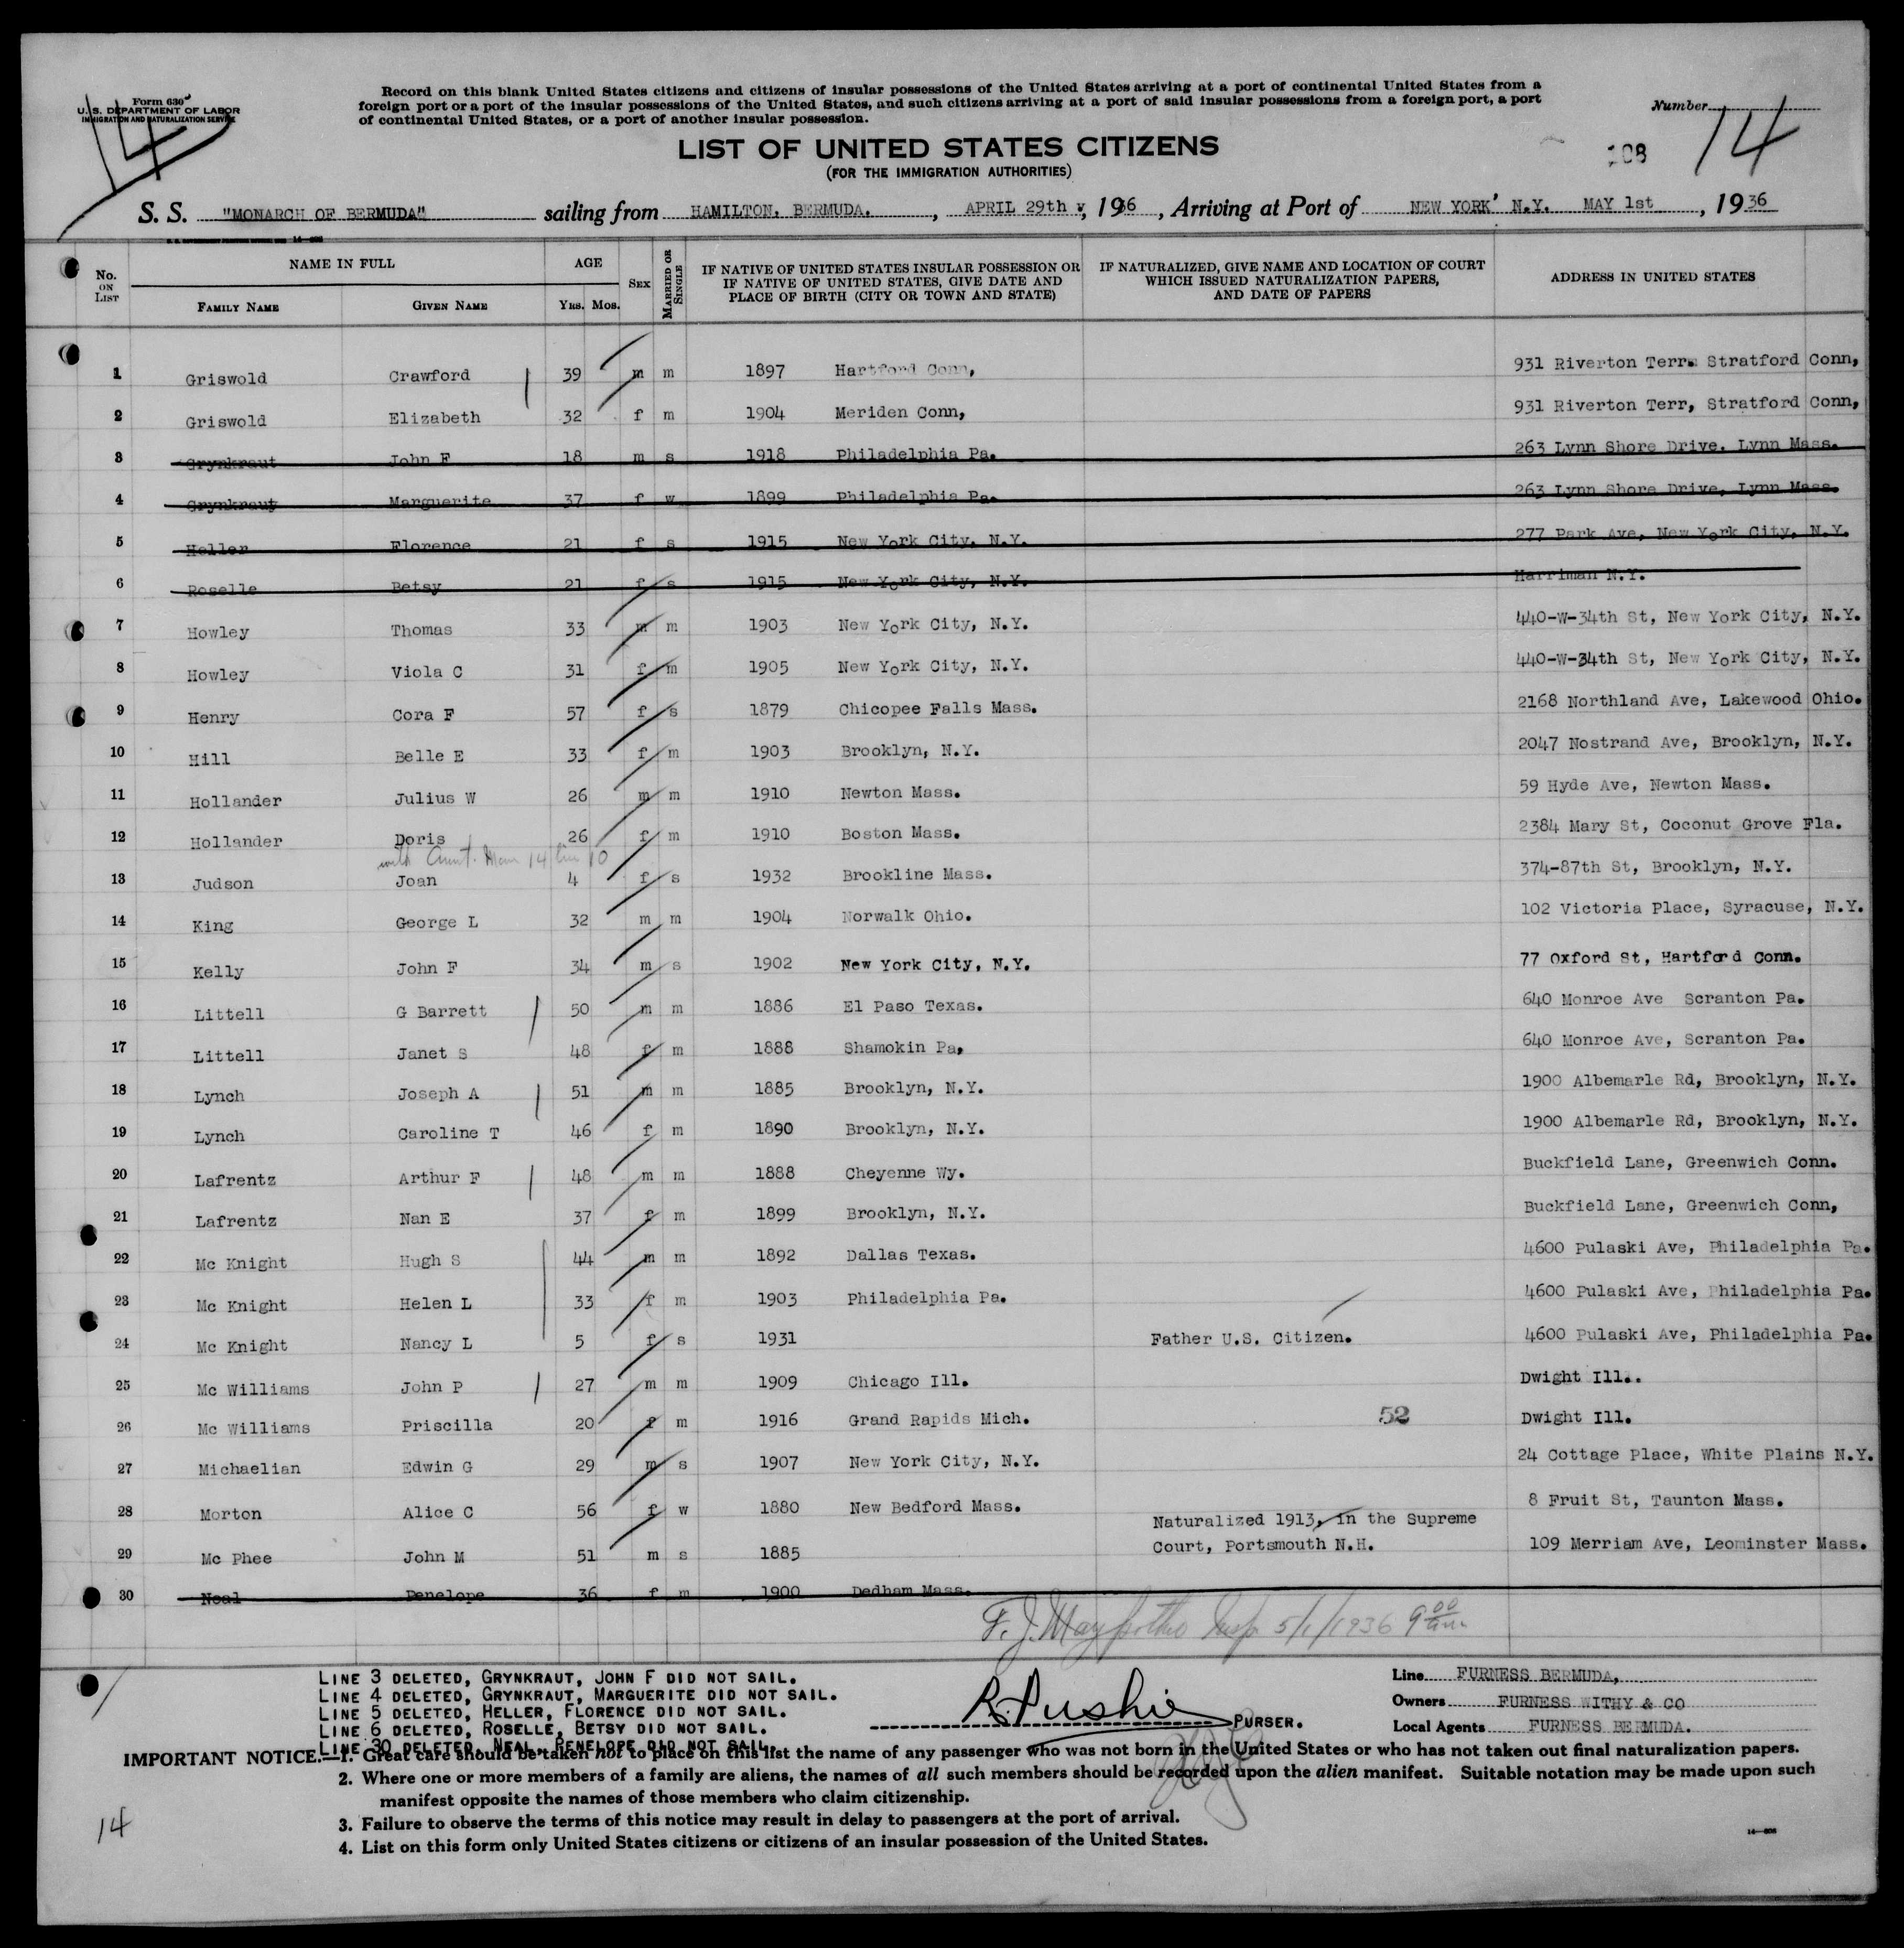 Form 630
U. S. DEPARTMENT OF LABOR
IMMIGRATION AND NATURALIZATION SERVICE
14
Record on this blank United States citizens and citizens of insular possessions of the United States arriving at a port of continental United States from a
foreign port or a port of the insular possessions of the United States, and such citizens arriving at a port of said insular possessions from a foreign port, a port
of continental United States, or a port of another insular possession.
Number
14
LIST OF UNITED STATES CITIZENS
(FOR THE IMMIGRATION AUTHORITIES)
S. S. "MONARCH OF BERMUDA" sailing from HAMILTON, BERMUDA. , APRIL 29th , 1936 , Arriving at Port of NEW YORK' N.Y. MAY 1st , 1936
No. ON LIST
NAME IN FULL
FAMILY NAME GIVEN NAME
AGE
YRS. MOS.
SEX
MARRIED OR SINGLE
IF NATIVE OF UNITED STATES INSULAR POSSESSION OR
IF NATIVE OF UNITED STATES, GIVE DATE AND
PLACE OF BIRTH (CITY OR TOWN AND STATE)
IF NATURALIZED, GIVE NAME AND LOCATION OF COURT
WHICH ISSUED NATURALIZATION PAPERS,
AND DATE OF PAPERS
ADDRESS IN UNITED STATES
1 Griswold Crawford 39 m m 1897 Hartford Conn, 931 Riverton Terr. Stratford Conn,
2 Griswold Elizabeth 32 f m 1904 Meriden Conn, 931 Riverton Terr, Stratford Conn,
3 Grynkraut John F 18 m s 1918 Philadelphia Pa. 263 Lynn Shore Drive. Lynn Mass.
4 Grynkraut Marguerite 37 f w 1899 Philadelphia Pa. 263 Lynn Shore Drive, Lynn Mass.
5 Heller Florence 21 f s 1915 New York City, N.Y. 277 Park Ave, New York City, N.Y.
6 Roselle Betsy 21 f s 1915 New York City, N.Y. Harriman N.Y.
7 Howley Thomas 33 m m 1903 New York City, N.Y. 440-W-34th St, New York City, N.Y.
8 Howley Viola C 31 f m 1905 New York City, N.Y. 440-W-34th St, New York City, N.Y.
9 Henry Cora F 57 f s 1879 Chicopee Falls Mass. 2168 Northland Ave, Lakewood Ohio.
10 Hill Belle E 33 f m 1903 Brooklyn, N.Y. 2047 Nostrand Ave, Brooklyn, N.Y.
11 Hollander Julius W 26 m m 1910 Newton Mass. 59 Hyde Ave, Newton Mass.
12 Hollander Doris 26 f m 1910 Boston Mass. 2384 Mary St, Coconut Grove Fla.
with Aunt. 14 line 10
13 Judson Joan 4 f s 1932 Brookline Mass. 374-87th St, Brooklyn, N.Y.
14 King George L 32 m m 1904 Norwalk Ohio. 102 Victoria Place, Syracuse, N.Y.
15 Kelly John F 34 m s 1902 New York City, N.Y. 77 Oxford St, Hartford Conn.
16 Littell G Barrett 50 m m 1886 El Paso Texas. 640 Monroe Ave Scranton Pa.
17 Littell Janet S 48 f m 1888 Shamokin Pa, 640 Monroe Ave, Scranton Pa.
18 Lynch Joseph A 51 m m 1885 Brooklyn, N.Y. 1900 Albemarle Rd, Brooklyn, N.Y.
19 Lynch Caroline T 46 f m 1890 Brooklyn, N.Y. 1900 Albemarle Rd, Brooklyn, N.Y.
20 Lafrentz Arthur F 48 m m 1888 Cheyenne Wy. Buckfield Lane, Greenwich Conn.
21 Lafrentz Nan E 37 f m 1899 Brooklyn, N.Y. Buckfield Lane, Greenwich Conn,
22 Mc Knight Hugh S 44 m m 1892 Dallas Texas. 4600 Pulaski Ave, Philadelphia Pa.
23 Mc Knight Helen L 33 f m 1903 Philadelphia Pa. 4600 Pulaski Ave, Philadelphia Pa.
24 Mc Knight Nancy L 5 f s 1931 Father U.S. Citizen. 4600 Pulaski Ave, Philadelphia Pa.
25 Mc Williams John P 27 m m 1909 Chicago Ill. Dwight Ill..
26 Mc Williams Priscilla 20 f m 1916 Grand Rapids Mich. 52 Dwight Ill.
27 Michaelian Edwin G 29 m s 1907 New York City, N.Y. 24 Cottage Place, White Plains N.Y.
28 Morton Alice C 56 f w 1880 New Bedford Mass. 8 Fruit St, Taunton Mass.
Naturalized 1913, in the Supreme
29 Mc Phee John M 51 m s 1885 Court, Portsmouth N.H. 109 Merriam Ave, Leominster Mass.
30 Neal Penelope 36 f m 1900 Dedham Mass.
5/1/1936 9 00 am
LINE 3 DELETED, GRYNKRAUT, JOHN F DID NOT SAIL.
LINE 4 DELETED, GRYNKRAUT, MARGUERITE DID NOT SAIL.
LINE 5 DELETED, HELLER, FLORENCE DID NOT SAIL.
LINE 6 DELETED, ROSELLE, BETSY DID NOT SAIL.
LINE 30 DELETED, NEAL, PENELOPE DID NOT SAIL.
PURSER.
Line FURNESS BERMUDA,
Owners FURNESS WITHY & CO
Local Agents FURNESS BERMUDA.
IMPORTANT NOTICE.—1. Great care should be taken not to place on this list the name of any passenger who was not born in the United States or who has not taken out final naturalization papers.
2. Where one or more members of a family are aliens, the names of all such members should be recorded upon the alien manifest. Suitable notation may be made upon such
manifest opposite the names of those members who claim citizenship.
3. Failure to observe the terms of this notice may result in delay to passengers at the port of arrival.
4. List on this form only United States citizens or citizens of an insular possession of the United States.
14